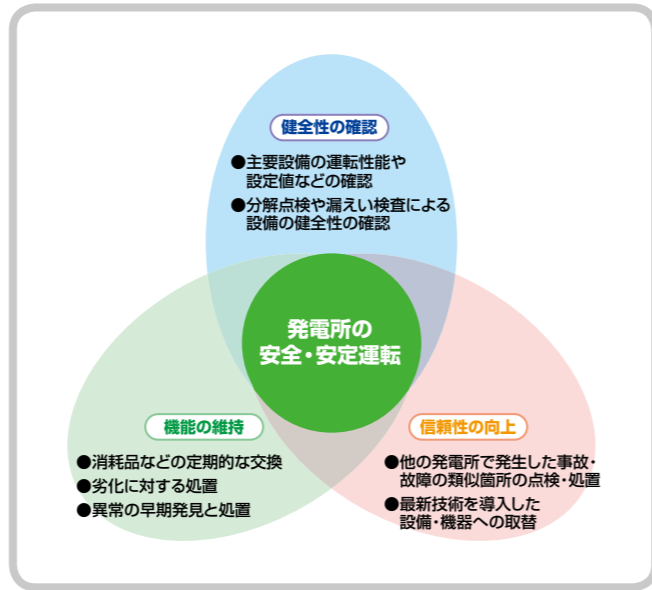 健全性の確認
●主要設備の運転性能や
設定値などの確認
●分解点検や漏えい検査による
設備の健全性の確認
発電所の
安全・安定運転
機能の維持
●消耗品などの定期的な交換
●劣化に対する処置
●異常の早期発見と処置
信頼性の向上
●他の発電所で発生した事故・
故障の類似箇所の点検・処置
●最新技術を導入した
設備・機器への取替